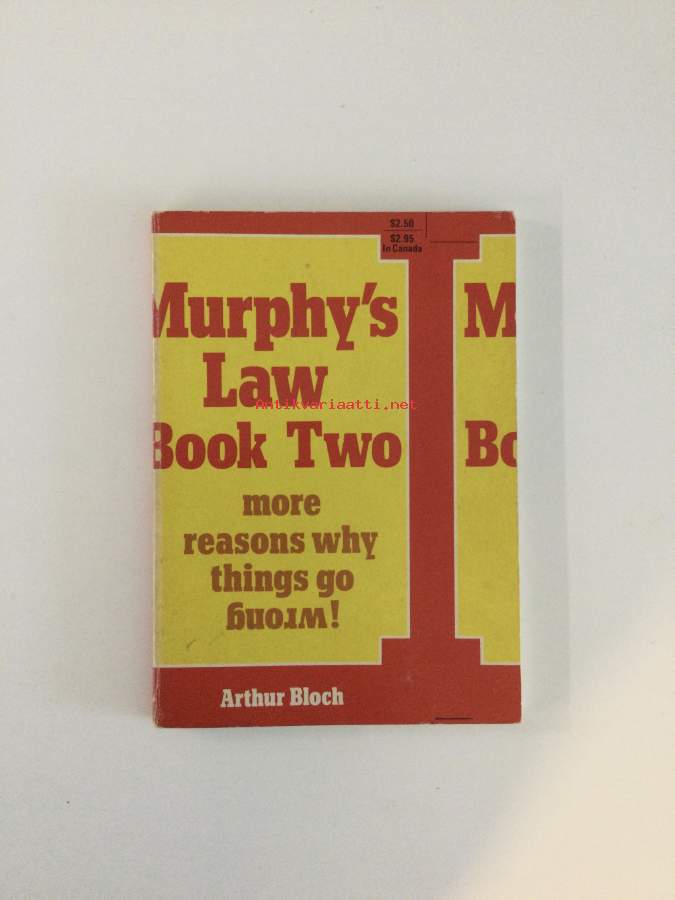 $2.50
$2.95
In Canada
Murphy's M
Law
Antikvariaatti.net
Book Two Bo
more
reasons why
things go
wrong!
Arthur Bloch